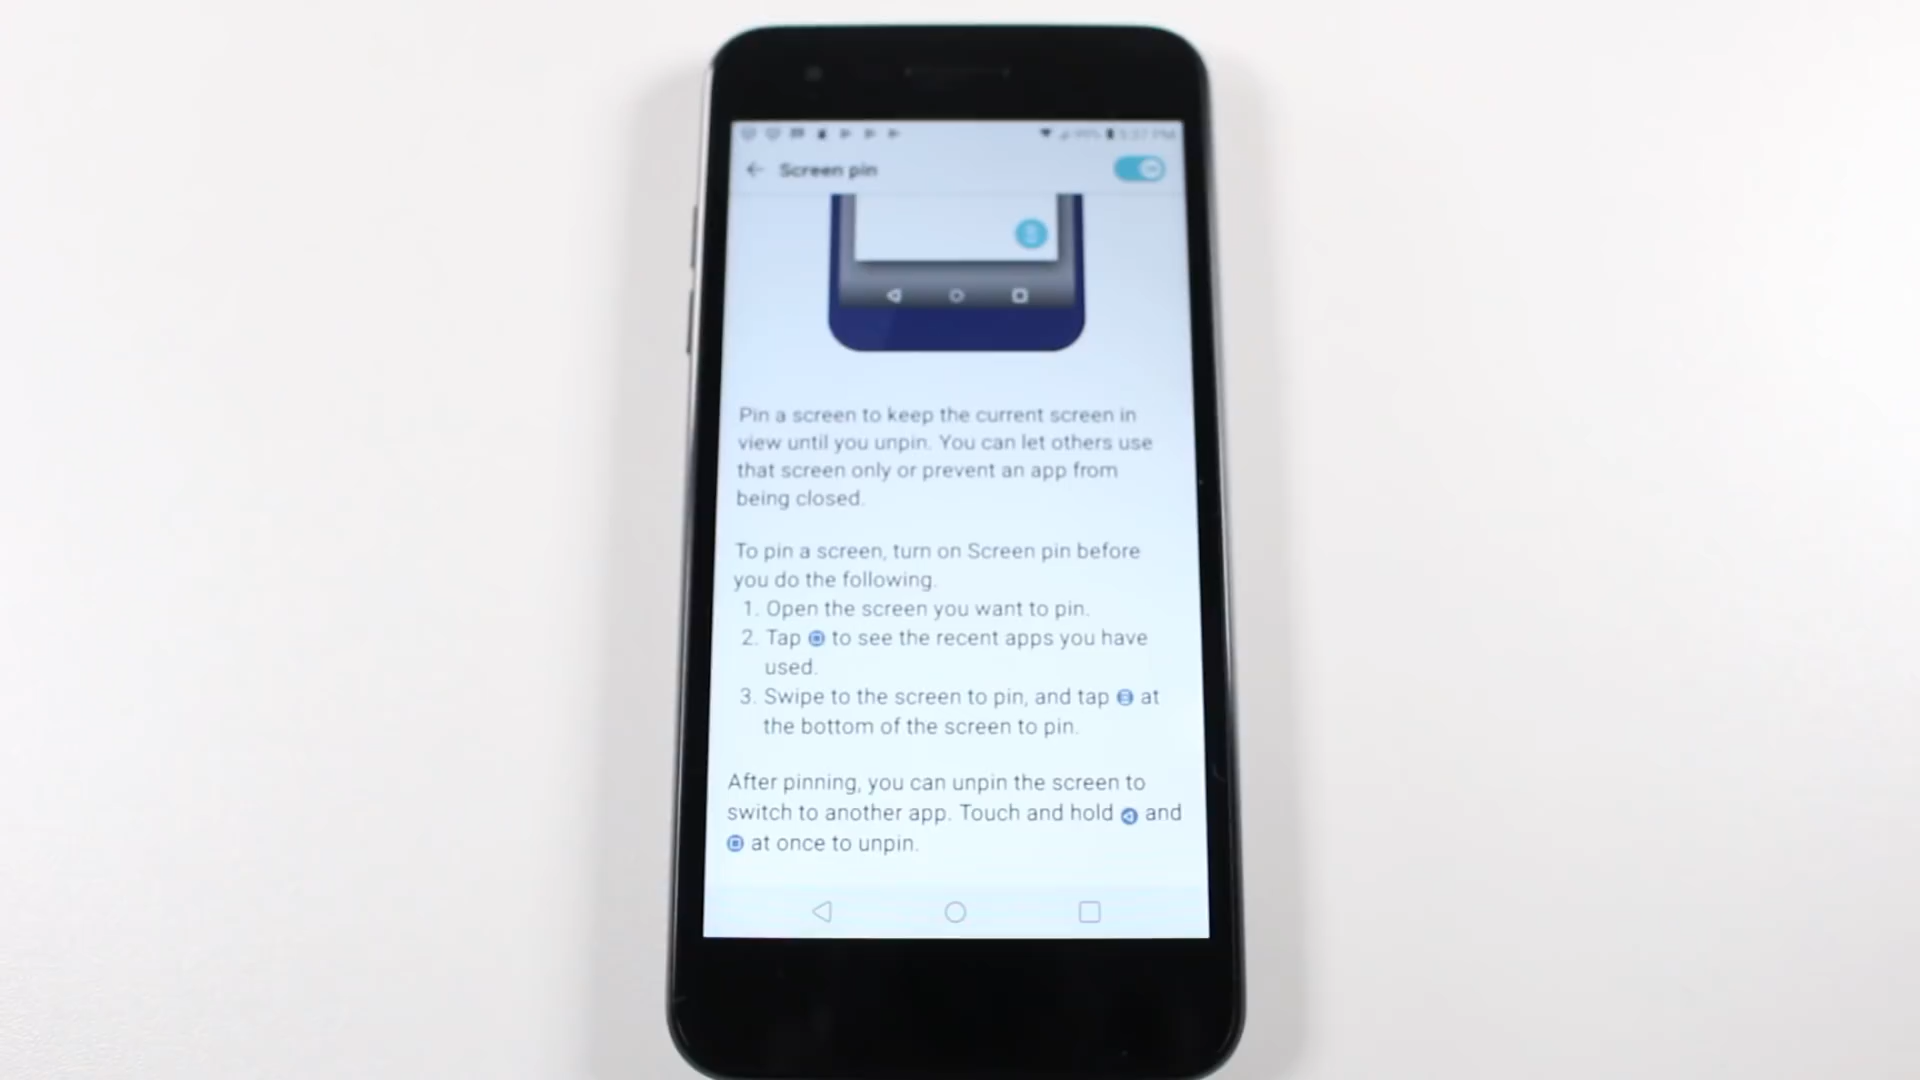 Screen pin
Pin a screen to keep the current screen in
view until you unpin. You can let others use
that screen only or prevent an app from
being closed.
To pin a screen, turn on Screen pin before
you do the following.
1. Open the screen you want to pin.
2. Tap to see the recent apps you have
used.
3. Swipe to the screen to pin, and tap at
the bottom of the screen to pin.
After pinning, you can unpin the screen to
switch to another app. Touch and hold and
at once to unpin.